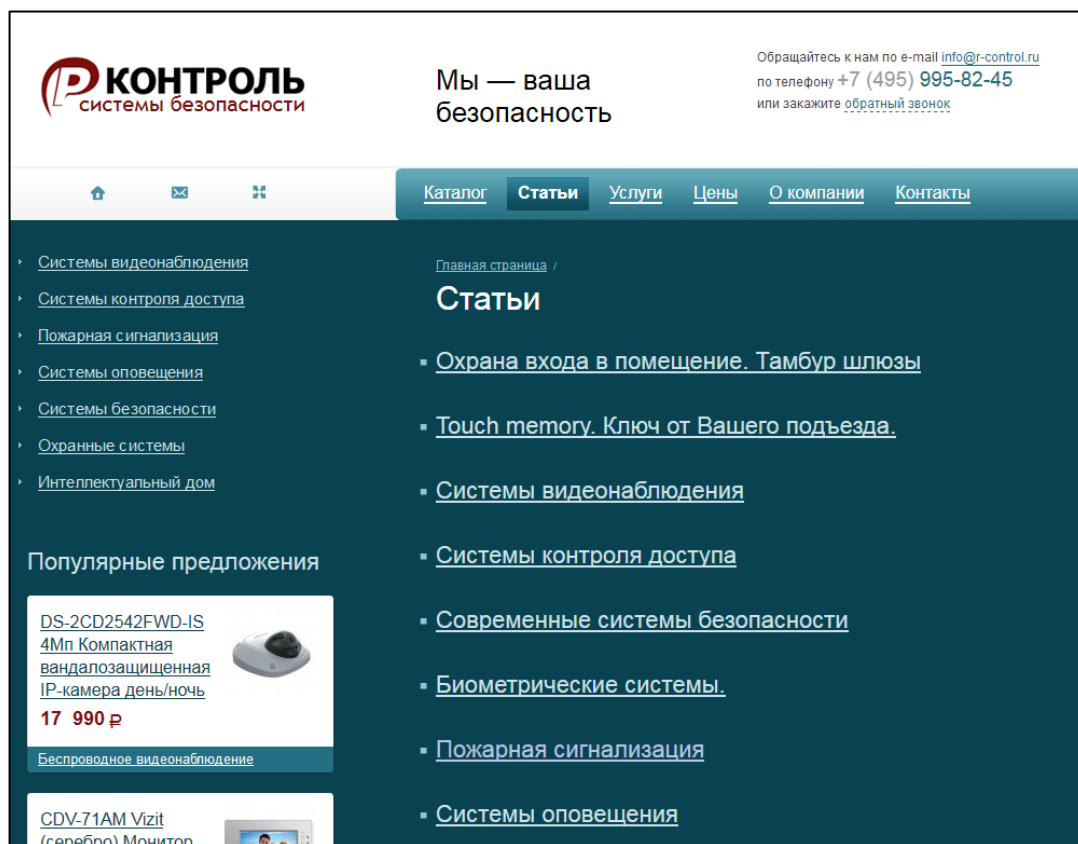 Р КОНТРОЛЬ
системы безопасности
Мы — ваша
безопасность
Обращайтесь к нам по e-mail info@r-control.ru
по телефону +7 (495) 995-82-45
или закажите обратный звонок
Каталог Статьи Услуги Цены О компании Контакты
Системы видеонаблюдения
Системы контроля доступа
Пожарная сигнализация
Системы оповещения
Системы безопасности
Охранные системы
Интеллектуальный дом
Популярные предложения
DS-2CD2542FWD-IS
4Мп Компактная
вандалозащищенная
IP-камера день/ночь
17 990 ₽
Беспроводное видеонаблюдение
CDV-71AM Vizit
(серебро) Монитор
Главная страница /
Статьи
Охрана входа в помещение. Тамбур шлюзы
Touch memory. Ключ от Вашего подъезда.
Системы видеонаблюдения
Системы контроля доступа
Современные системы безопасности
Биометрические системы.
Пожарная сигнализация
Системы оповещения